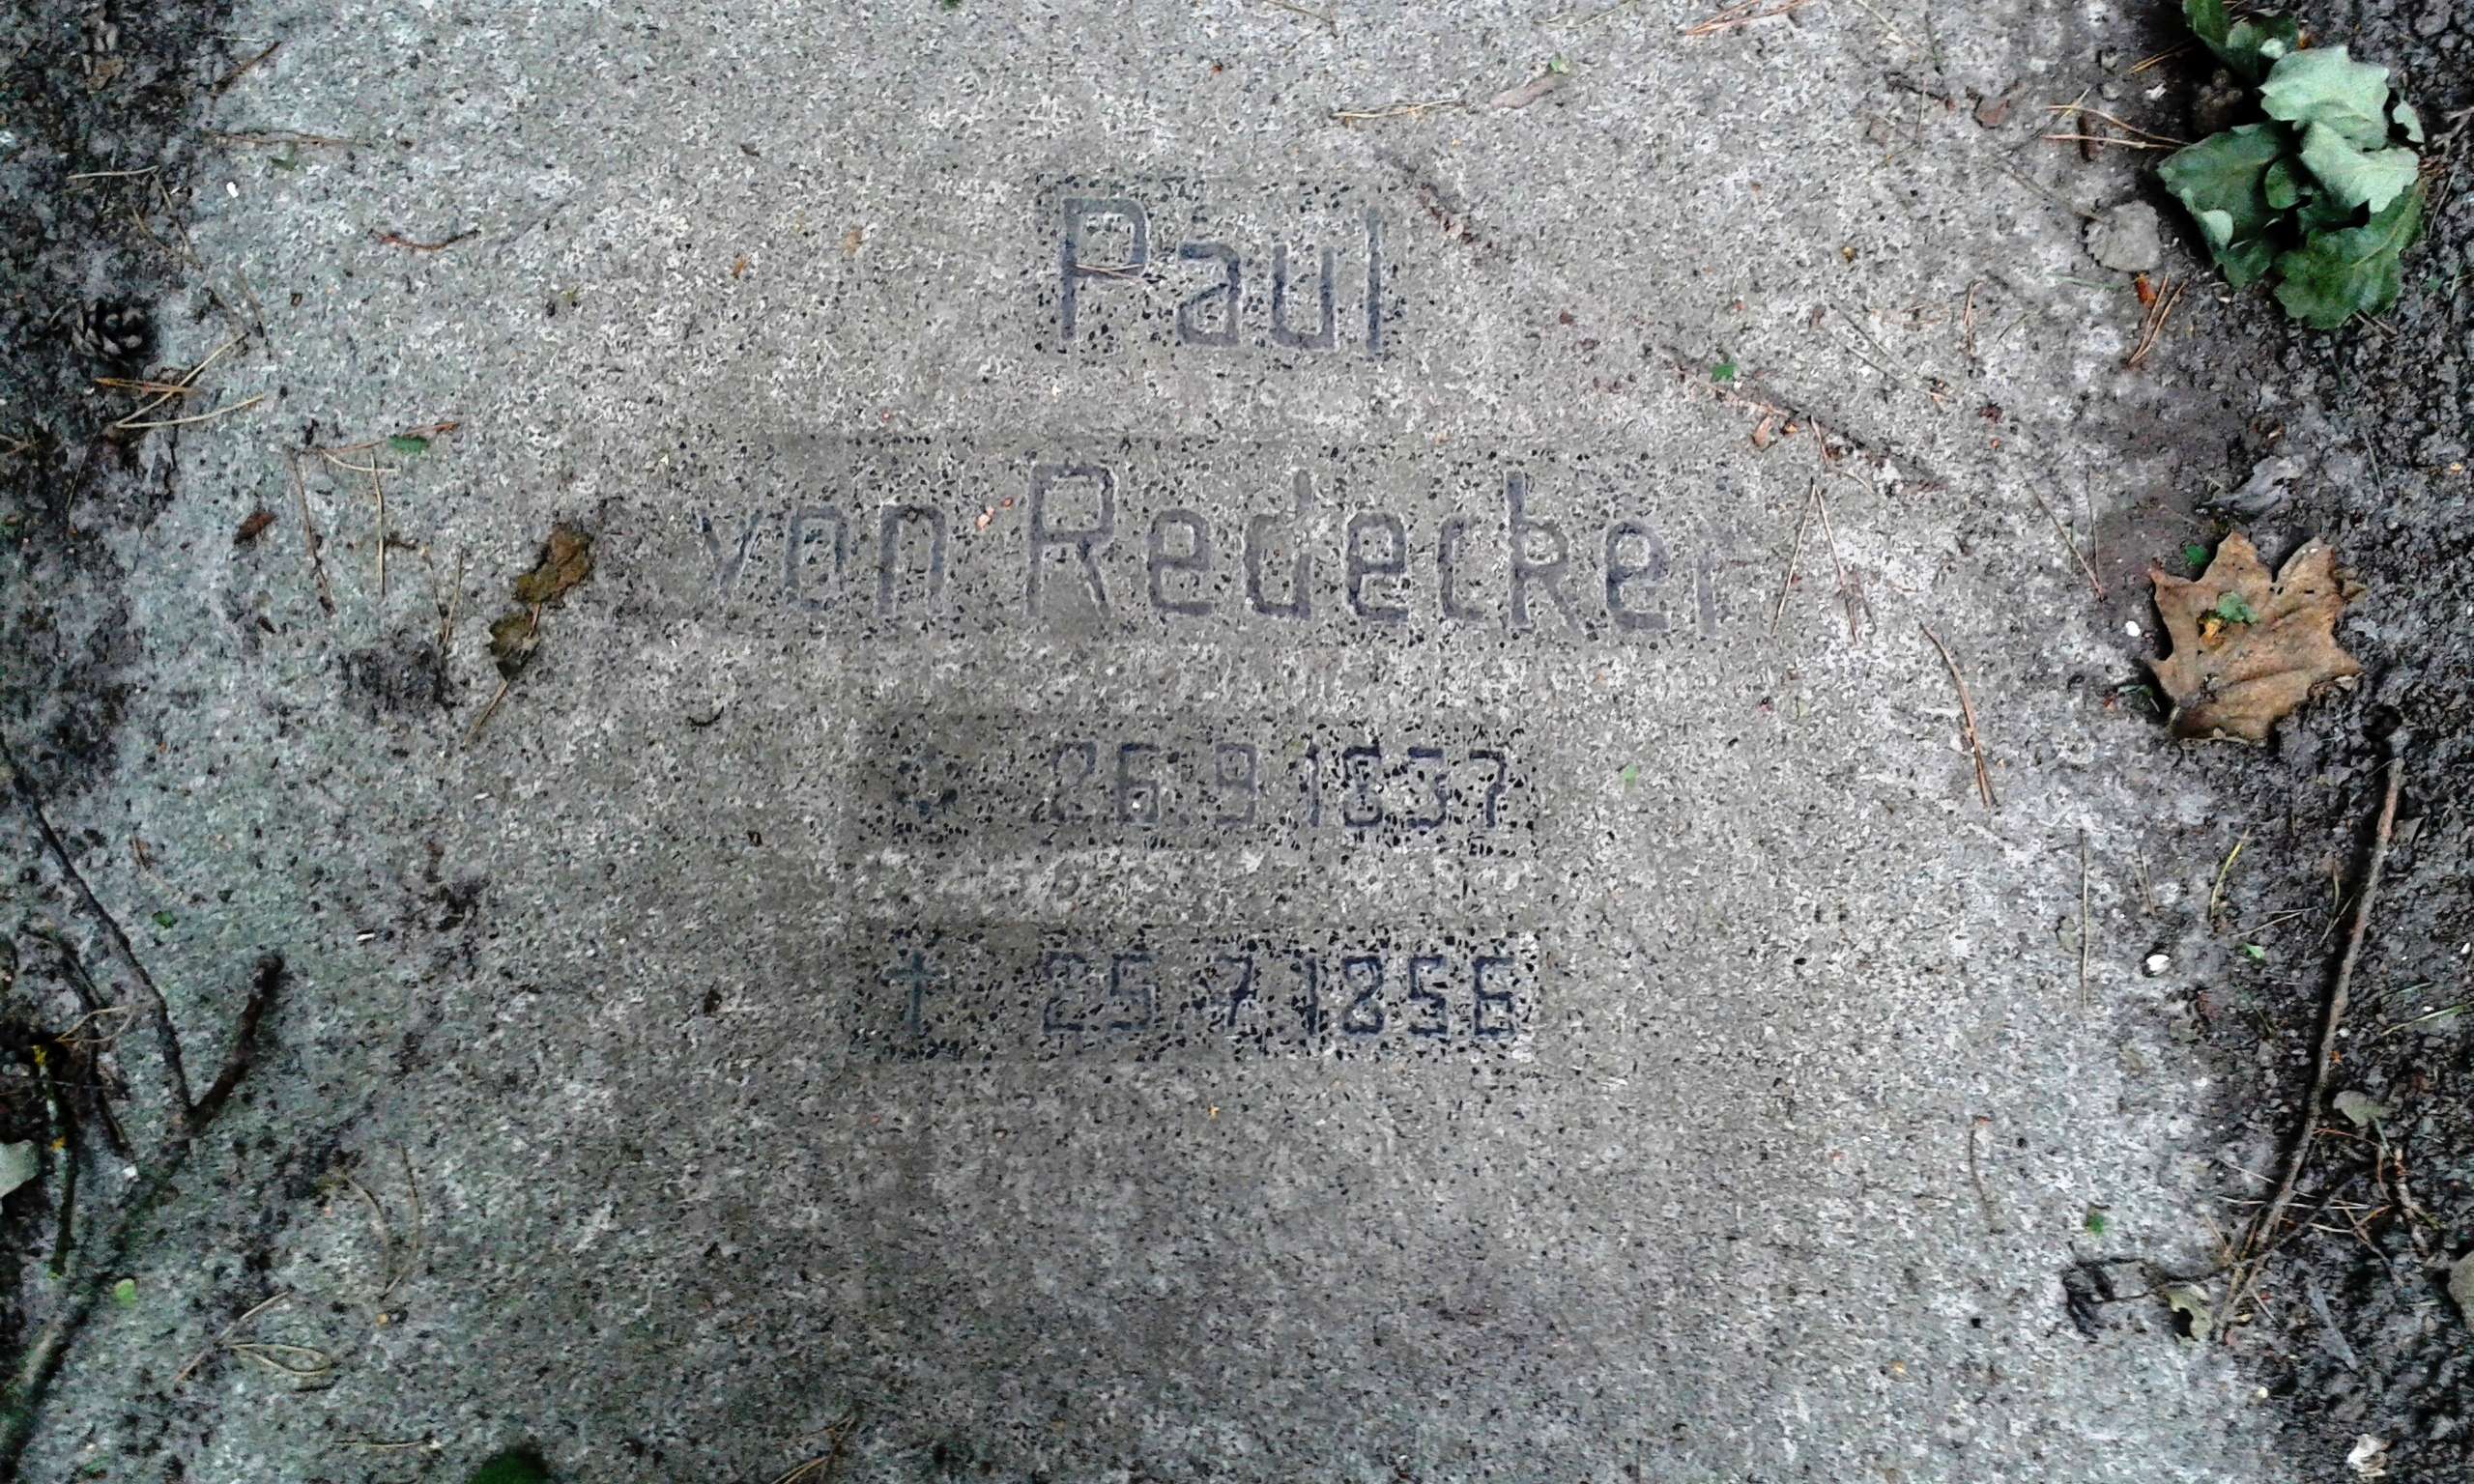 Paul
von Redecker
* 26.9.1837
† 25.7.1856